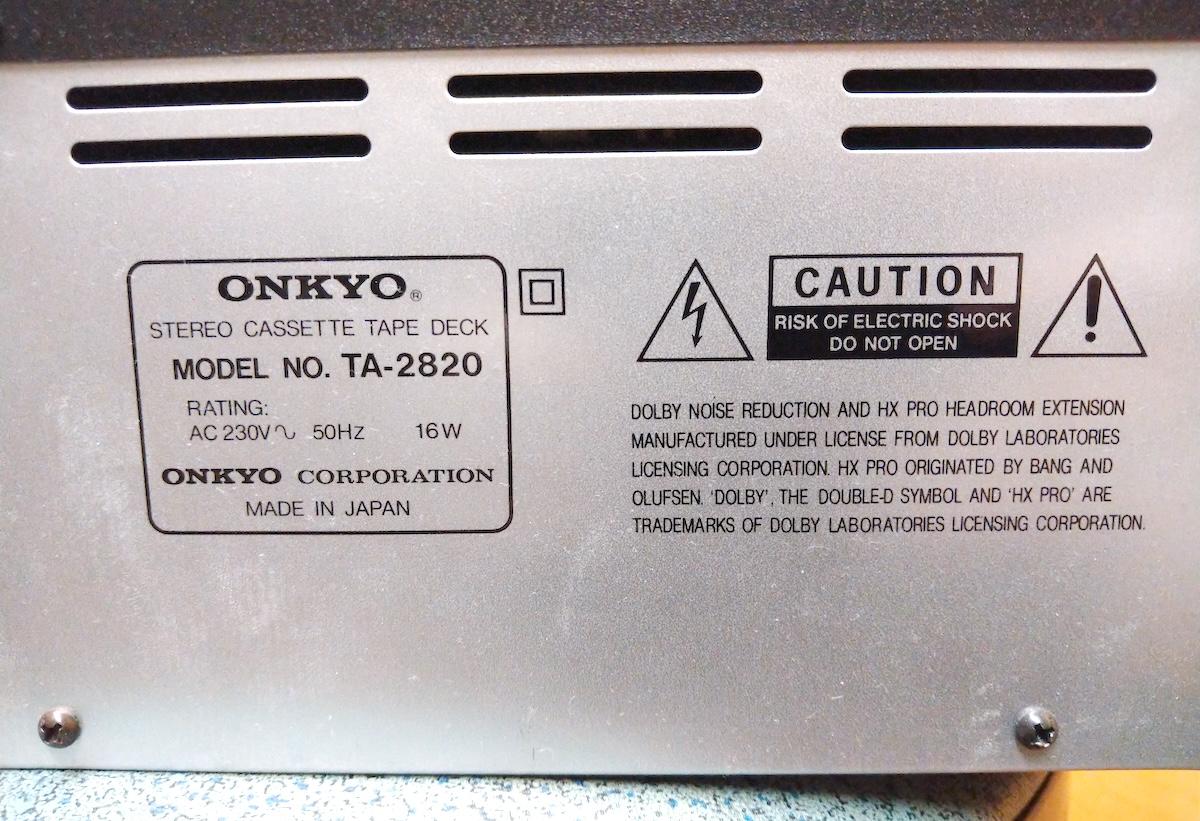 ONKYO®
STEREO CASSETTE TAPE DECK
MODEL NO. TA-2820
RATING:
AC 230V~ 50Hz 16W
ONKYO CORPORATION
MADE IN JAPAN
CAUTION
RISK OF ELECTRIC SHOCK
DO NOT OPEN
DOLBY NOISE REDUCTION AND HX PRO HEADROOM EXTENSION
MANUFACTURED UNDER LICENSE FROM DOLBY LABORATORIES
LICENSING CORPORATION. HX PRO ORIGINATED BY BANG AND
OLUFSEN. 'DOLBY', THE DOUBLE-D SYMBOL AND 'HX PRO' ARE
TRADEMARKS OF DOLBY LABORATORIES LICENSING CORPORATION.